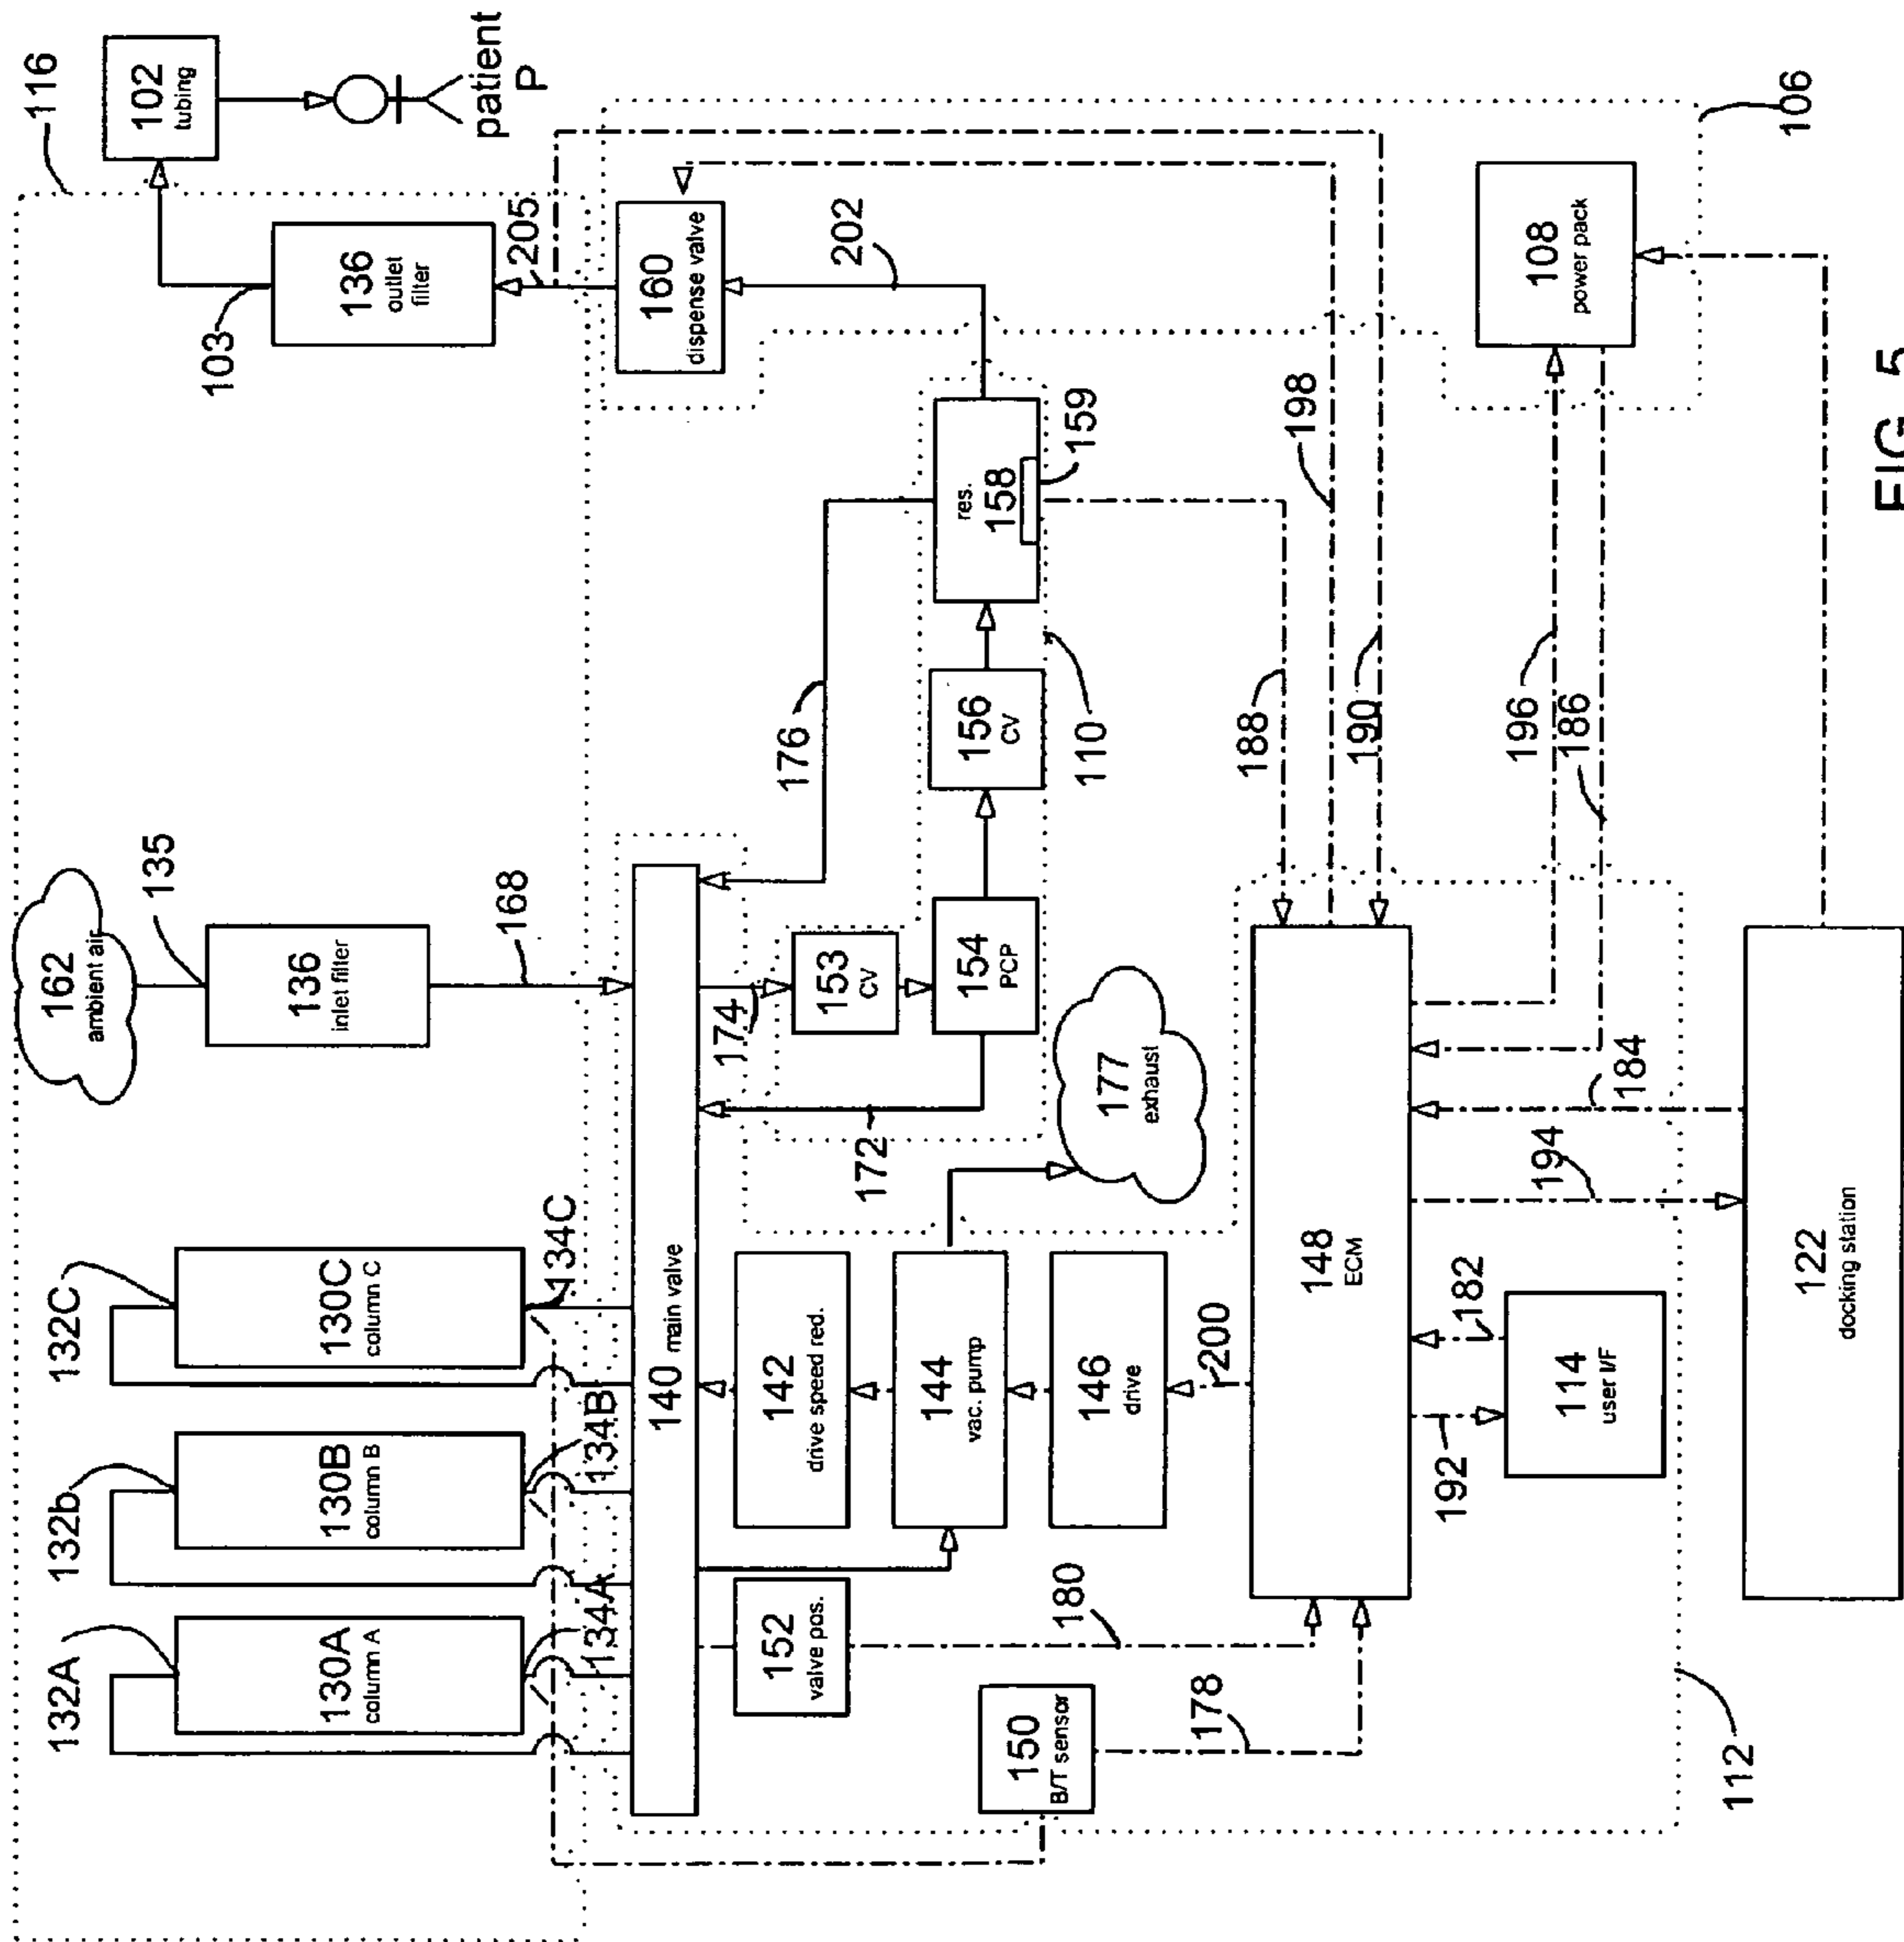 116
102
tubing
patient
P
103
136
outlet
filter
205
160
dispense valve
202
106
108
power pack
162
ambient air
135
136
inlet filter
168
176
174
153
CV
154
PCP
172
156
CV
110
res.
158
159
198
188
190
196
186
177
exhaust
132C
130C
column C
134C
132b
130B
column B
134B
132A
130A
column A
134A
140 main valve
142
drive speed red.
144
vac. pump
146
drive
200
152
valve pos.
180
150
B/T sensor
178
148
ECM
184
194
182
192
114
user I/F
122
docking station
112
FIG. 5